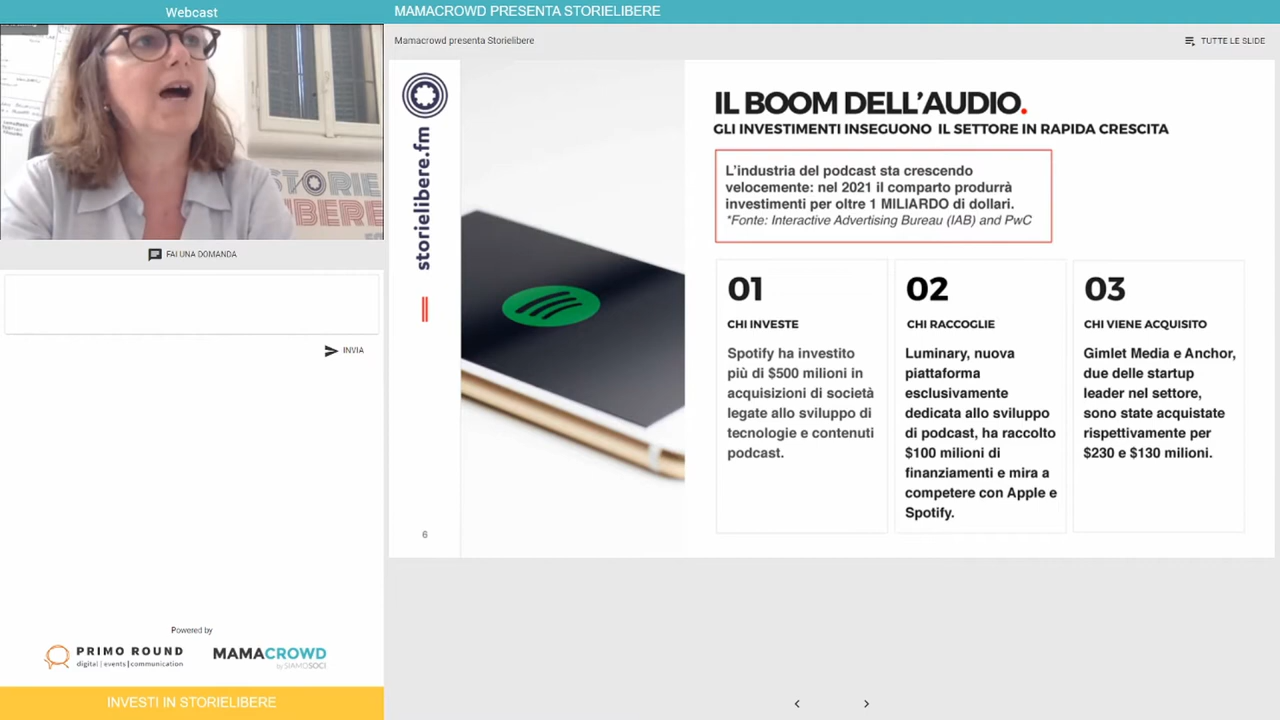 Webcast
MAMACROWD PRESENTA STORIELIBERE
Mamacrowd presenta Storielibere
TUTTE LE SLIDE
STORIE
LIBERE
FAI UNA DOMANDA
INVIA
Powered by
PRIMO ROUND
digital | events | communication
MAMACROWD
by SIAMOSOCI
INVESTI IN STORIELIBERE
storielibere.fm
6
IL BOOM DELL'AUDIO.
GLI INVESTIMENTI INSEGUONO IL SETTORE IN RAPIDA CRESCITA
L'industria del podcast sta crescendo
velocemente: nel 2021 il comparto produrrà
investimenti per oltre 1 MILIARDO di dollari.
*Fonte: Interactive Advertising Bureau (IAB) and PwC
01
CHI INVESTE
Spotify ha investito
più di $500 milioni in
acquisizioni di società
legate allo sviluppo di
tecnologie e contenuti
podcast.
02
CHI RACCOGLIE
Luminary, nuova
piattaforma
esclusivamente
dedicata allo sviluppo
di podcast, ha raccolto
$100 milioni di
finanziamenti e mira a
competere con Apple e
Spotify.
03
CHI VIENE ACQUISITO
Gimlet Media e Anchor,
due delle startup
leader nel settore,
sono state acquistate
rispettivamente per
$230 e $130 milioni.